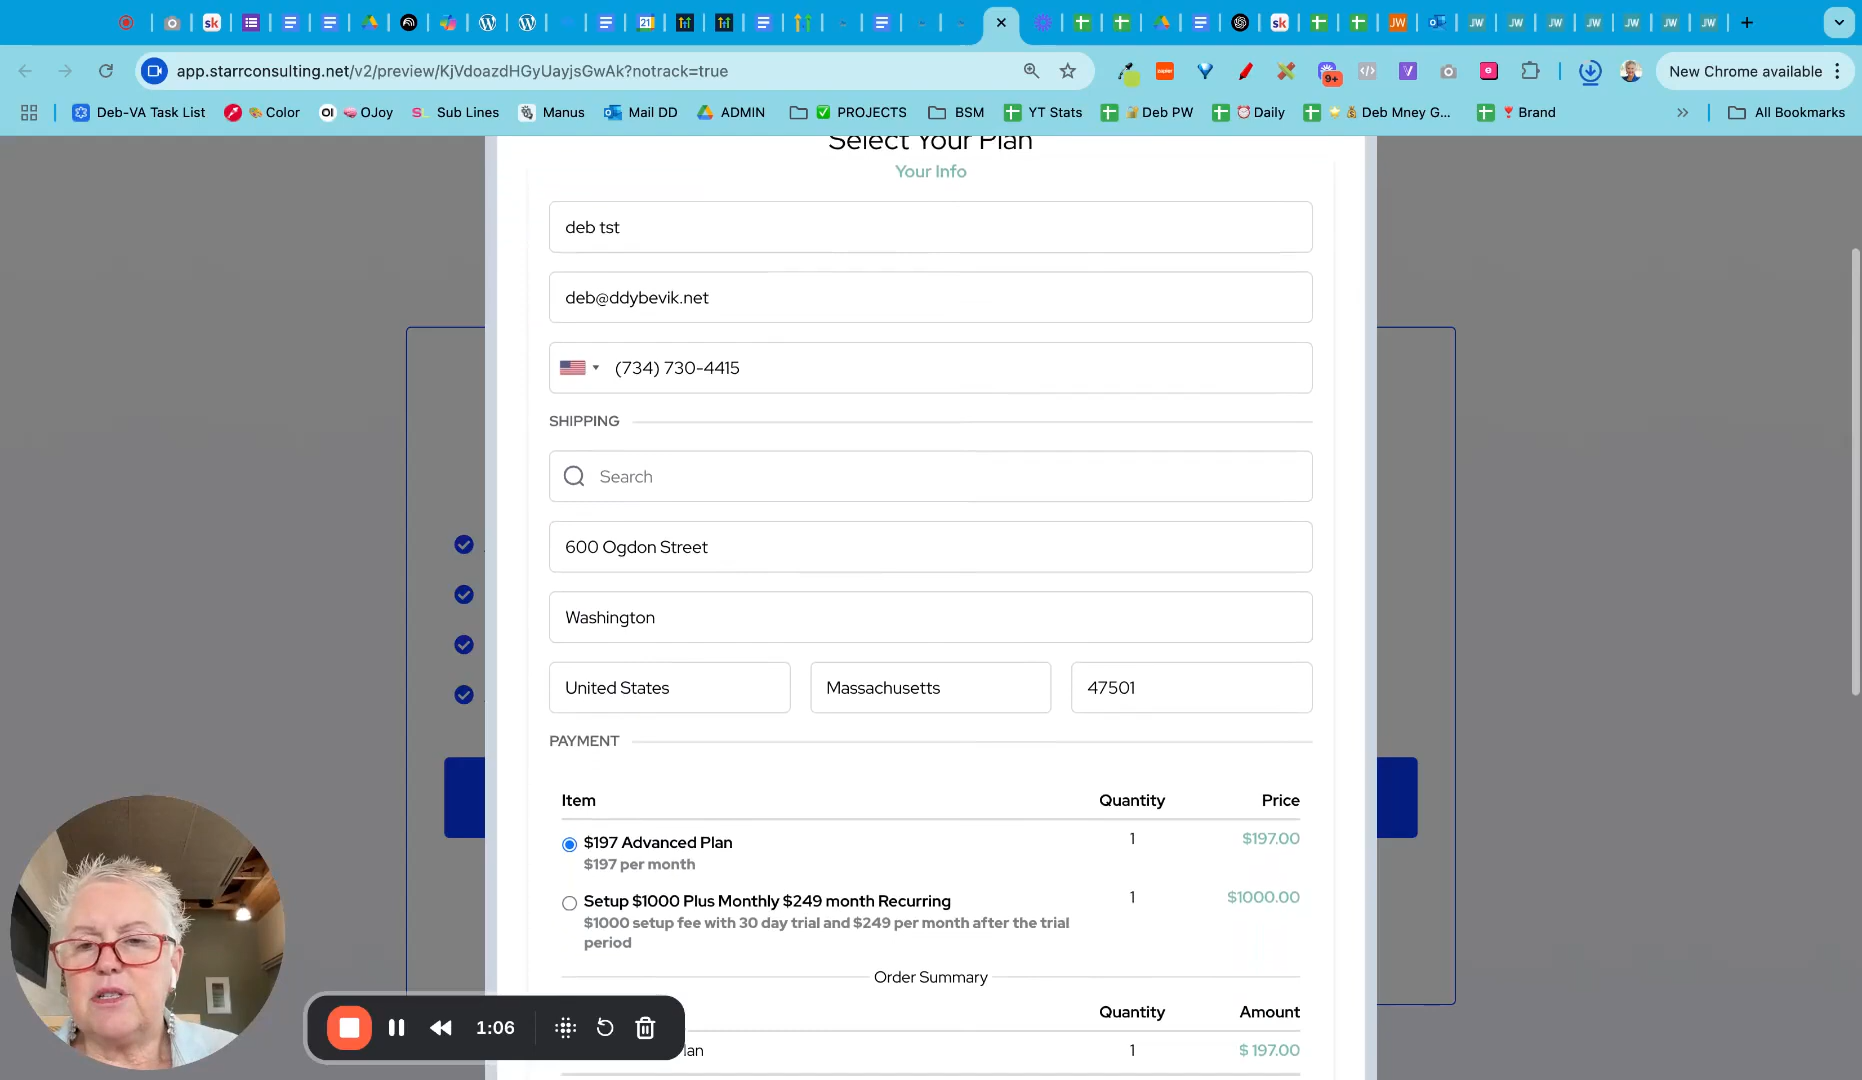 app.starrconsulting.net/v2/preview/KjVdoazdHGyUayjsGwAk?notrack=true
New Chrome available
Deb-VA Task List
Color
OJoy
Sub Lines
Manus
Mail DD
ADMIN
PROJECTS
BSM
YT Stats
Deb PW
Daily
Deb Mney G...
Brand
All Bookmarks
Select Your Plan
Your Info
deb tst
deb@ddybevik.net
(734) 730-4415
SHIPPING
Search
600 Ogdon Street
Washington
United States
Massachusetts
47501
PAYMENT
Item Quantity Price
$197 Advanced Plan 1 $197.00
$197 per month
Setup $1000 Plus Monthly $249 month Recurring 1 $1000.00
$1000 setup fee with 30 day trial and $249 per month after the trial
period
Order Summary
Quantity Amount
lan 1 $ 197.00
1:06